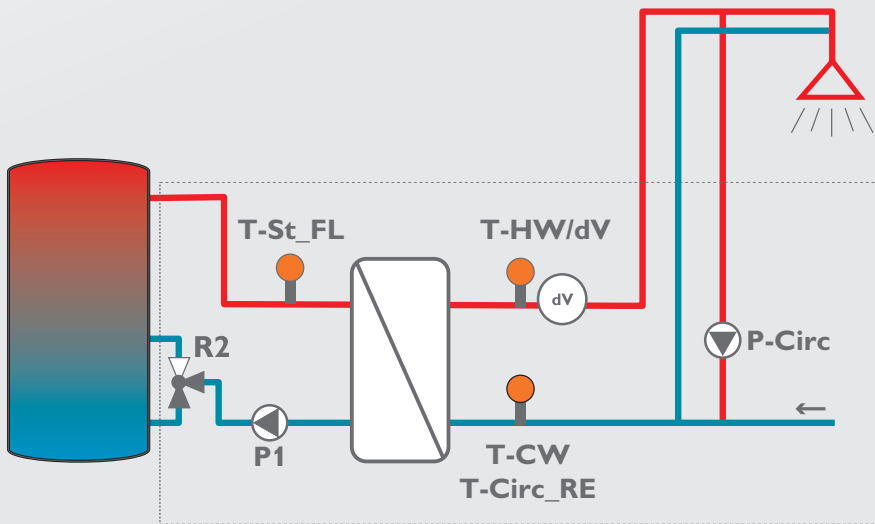 T-St_FL
T-HW/dV
dV
R2
P-Circ
P1
T-CW
T-Circ_RE